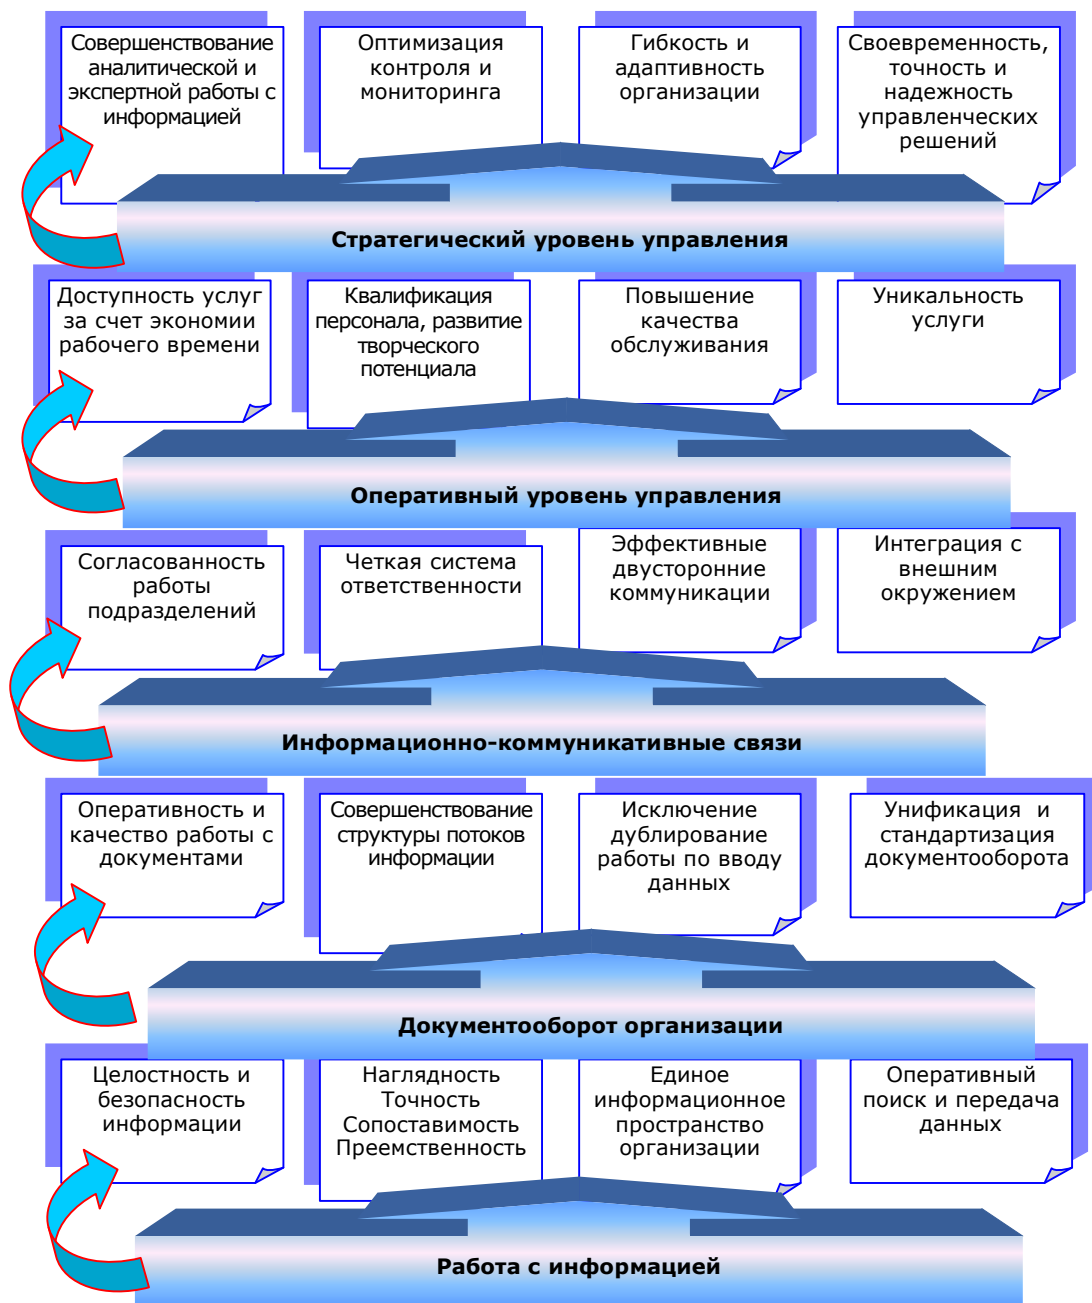 Совершенствование
аналитической и
экспертной работы с
информацией
Оптимизация
контроля и
мониторинга
Гибкость и
адаптивность
организации
Своевременность,
точность и
надежность
управленческих
решений
Стратегический уровень управления
Доступность услуг
за счет экономии
рабочего времени
Квалификация
персонала, развитие
творческого
потенциала
Повышение
качества
обслуживания
Уникальность
услуги
Оперативный уровень управления
Согласованность
работы
подразделений
Четкая система
ответственности
Эффективные
двусторонние
коммуникации
Интеграция с
внешним
окружением
Информационно-коммуникативные связи
Оперативность и
качество работы с
документами
Совершенствование
структуры потоков
информации
Исключение
дублирование
работы по вводу
данных
Унификация и
стандартизация
документооборота
Документооборот организации
Целостность и
безопасность
информации
Наглядность
Точность
Сопоставимость
Преемственность
Единое
информационное
пространство
организации
Оперативный
поиск и передача
данных
Работа с информацией